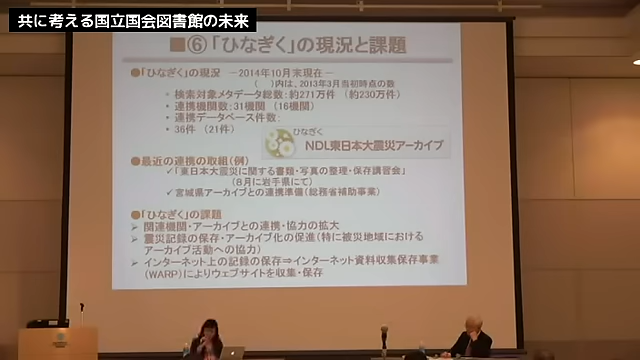 共に考える国立国会図書館の未来
■⑥「ひなぎく」の現況と課題
●「ひなぎく」の現況 －2014年10月末現在－
（ ）内は、2013年3月当初時点の数
・検索対象メタデータ総数：約271万件 （約230万件）
・連携機関数：31機関 （16機関）
・連携データベース件数：
36件 （21件）
ひなぎく
NDL東日本大震災アーカイブ
●最近の連携の取組（例）
✓「東日本大震災に関する書類・写真の整理・保存講習会」
（8月に岩手県にて）
✓宮城県アーカイブとの連携準備（総務省補助事業）
●「ひなぎく」の課題
➢ 関連機関・アーカイブとの連携・協力の拡大
➢ 震災記録の保存・アーカイブ化の促進（特に被災地域における
アーカイブ活動への協力）
➢ インターネット上の記録の保存⇒インターネット資料収集保存事業
（WARP）によりウェブサイトを収集・保存